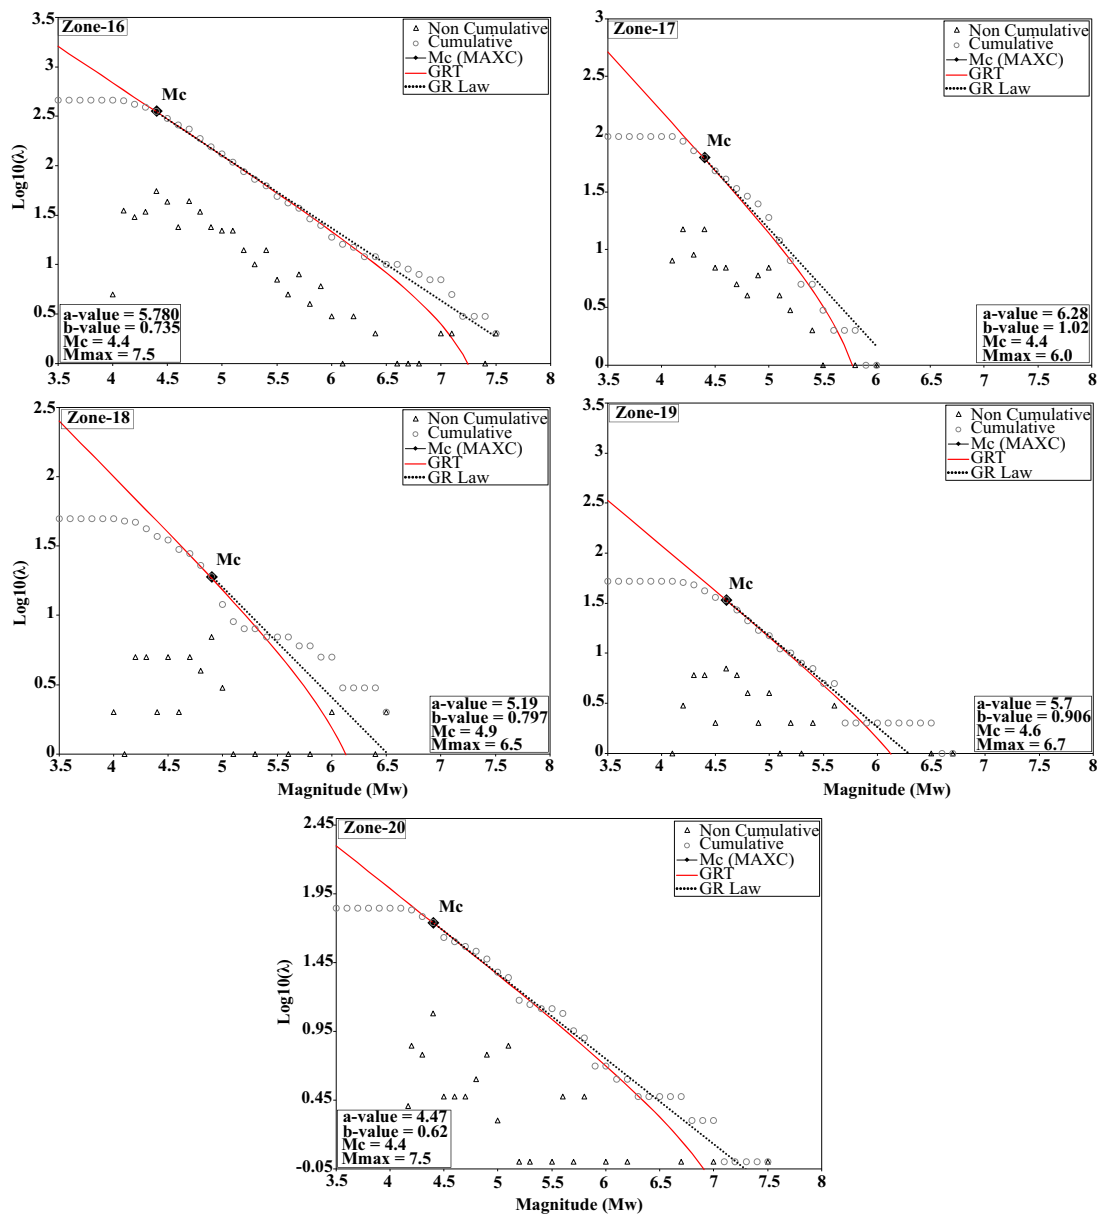 Zone-16
Non Cumulative
Cumulative
Mc (MAXC)
GRT
GR Law
Mc
Log10(λ)
3.5
3
2.5
2
1.5
1
0.5
0
a-value = 5.780
b-value = 0.735
Mc = 4.4
Mmax = 7.5
3.5 4 4.5 5 5.5 6 6.5 7 7.5 8
Zone-17
Non Cumulative
Cumulative
Mc (MAXC)
GRT
GR Law
Mc
3
2.5
2
1.5
1
0.5
0
a-value = 6.28
b-value = 1.02
Mc = 4.4
Mmax = 6.0
3.5 4 4.5 5 5.5 6 6.5 7 7.5 8
Zone-18
Non Cumulative
Cumulative
Mc (MAXC)
GRT
GR Law
Mc
Log10(λ)
2.5
2
1.5
1
0.5
0
a-value = 5.19
b-value = 0.797
Mc = 4.9
Mmax = 6.5
3.5 4 4.5 5 5.5 6 6.5 7 7.5 8
Magnitude (Mw)
Zone-19
Non Cumulative
Cumulative
Mc (MAXC)
GRT
GR Law
Mc
3.5
3
2.5
2
1.5
1
0.5
0
a-value = 5.7
b-value = 0.906
Mc = 4.6
Mmax = 6.7
3.5 4 4.5 5 5.5 6 6.5 7 7.5 8
Magnitude (Mw)
Zone-20
Non Cumulative
Cumulative
Mc (MAXC)
GRT
GR Law
Mc
Log10(λ)
2.45
1.95
1.45
0.95
0.45
-0.05
a-value = 4.47
b-value = 0.62
Mc = 4.4
Mmax = 7.5
3.5 4 4.5 5 5.5 6 6.5 7 7.5 8
Magnitude (Mw)